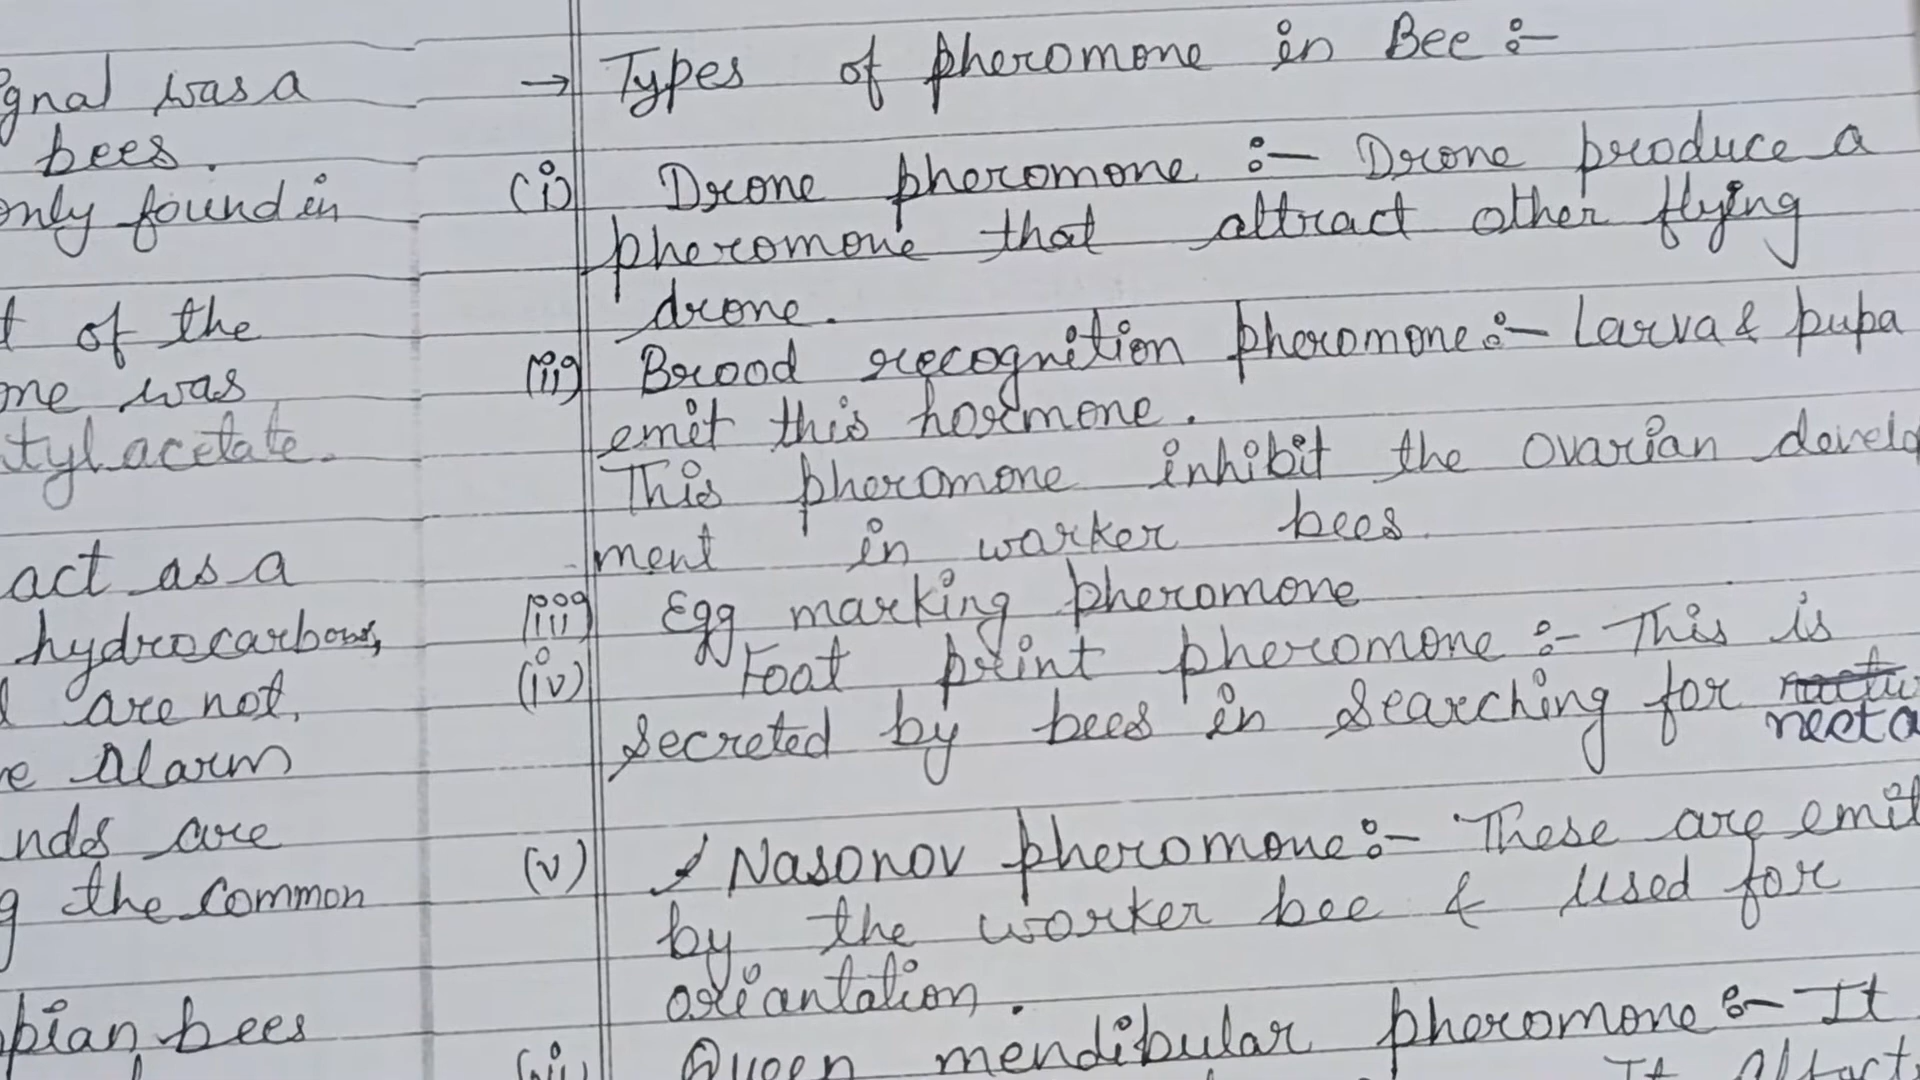 gnal was a
bees.
only found in
t of the
me was
tyl acetate.
act as a
hydrocarbons,
d are not,
e Alarm
nds are
g the common
pian bees
→ Types of pheromone in Bee :-
(i) Drone pheromone :- Drone produce a
pheromone that attract other flying
drone.
(ii) Brood recognition pheromone :- Larva & pupa
emit this hormone.
This pheromone inhibit the ovarian develo
ment in worker bees.
(iii) Egg marking pheromone
(iv) Foot print pheromone :- This is
secreted by bees in searching for
necta
(v) Nasonov pheromone :- These are emit
by the worker bee & used for
oriantation.
Queen mendibular pheromone :- It
It